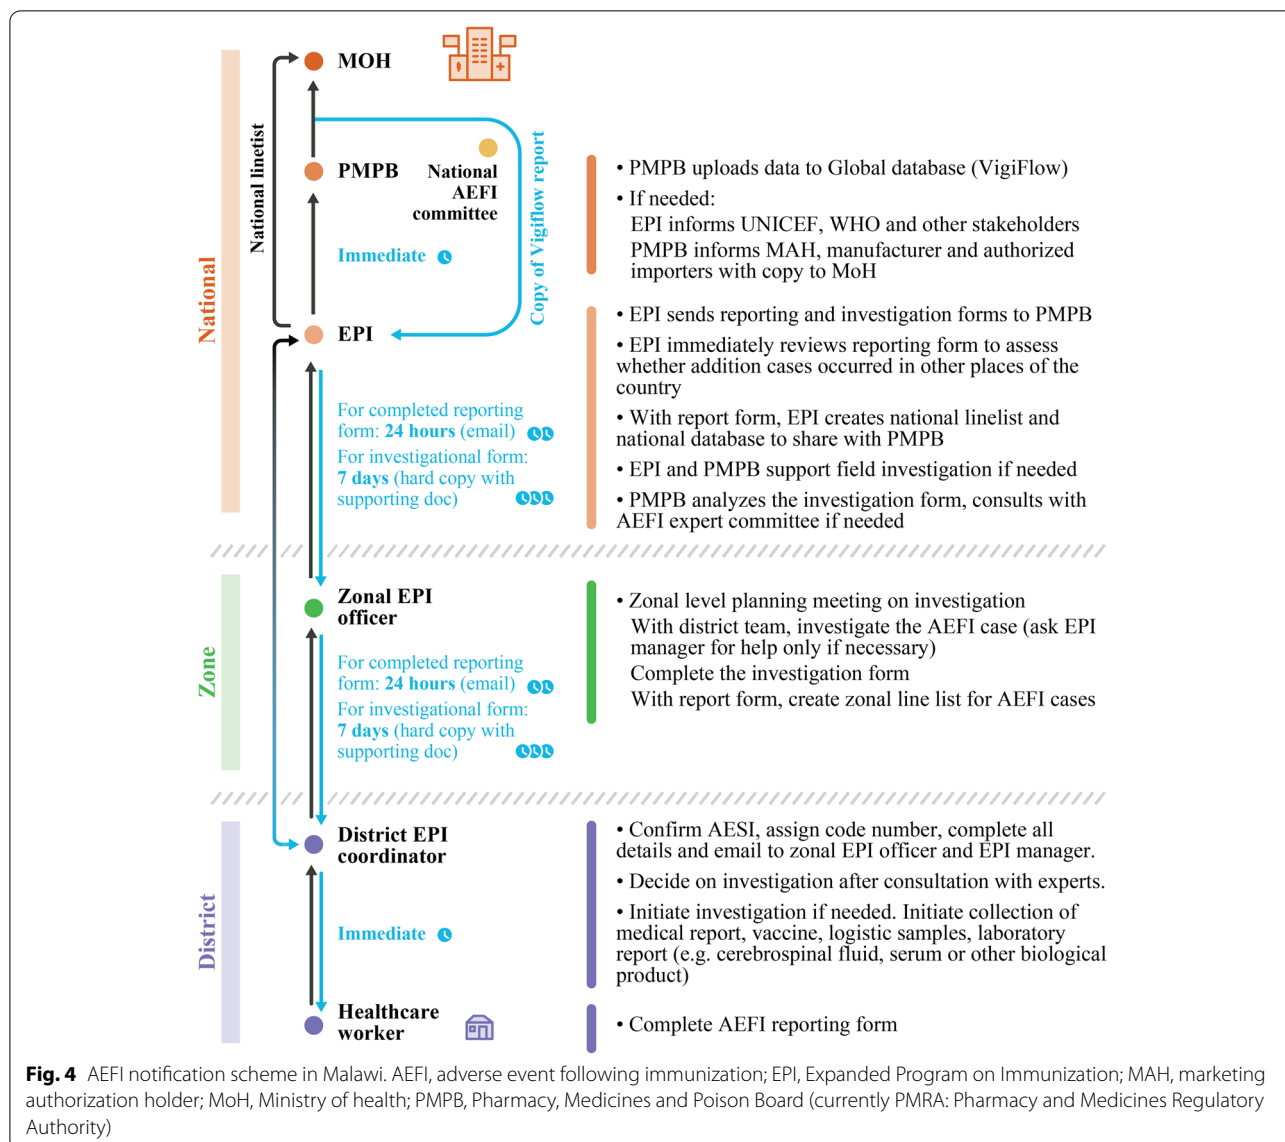 National
National linetist
MOH
PMPB
National
AEFI
committee
Copy of Vigiflow report
Immediate
EPI
For completed reporting
form: 24 hours (email)
For investigational form:
7 days (hard copy with
supporting doc)
• PMPB uploads data to Global database (VigiFlow)
• If needed:
EPI informs UNICEF, WHO and other stakeholders
PMPB informs MAH, manufacturer and authorized
importers with copy to MoH
• EPI sends reporting and investigation forms to PMPB
• EPI immediately reviews reporting form to assess
whether addition cases occurred in other places of the
country
• With report form, EPI creates national linelist and
national database to share with PMPB
• EPI and PMPB support field investigation if needed
• PMPB analyzes the investigation form, consults with
AEFI expert committee if needed
Zone
Zonal EPI
officer
For completed reporting
form: 24 hours (email)
For investigational form:
7 days (hard copy with
supporting doc)
• Zonal level planning meeting on investigation
With district team, investigate the AEFI case (ask EPI
manager for help only if necessary)
Complete the investigation form
With report form, create zonal line list for AEFI cases
District
District EPI
coordinator
Immediate
Healthcare
worker
• Confirm AESI, assign code number, complete all
details and email to zonal EPI officer and EPI manager.
• Decide on investigation after consultation with experts.
• Initiate investigation if needed. Initiate collection of
medical report, vaccine, logistic samples, laboratory
report (e.g. cerebrospinal fluid, serum or other biological
product)
• Complete AEFI reporting form
Fig. 4 AEFI notification scheme in Malawi. AEFI, adverse event following immunization; EPI, Expanded Program on Immunization; MAH, marketing
authorization holder; MoH, Ministry of health; PMPB, Pharmacy, Medicines and Poison Board (currently PMRA: Pharmacy and Medicines Regulatory
Authority)